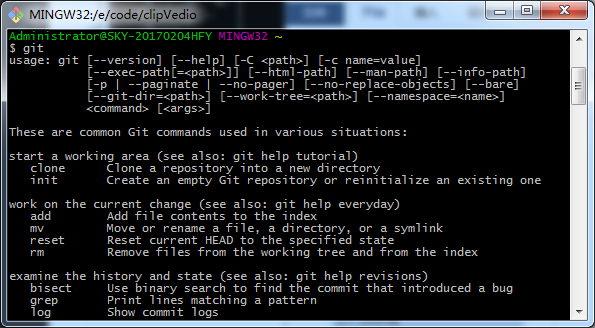 MINGW32:/e/code/clipVedio
Administrator@SKY-20170204HFY MINGW32 ~
$ git
usage: git [--version] [--help] [-C <path>] [-c name=value]
           [--exec-path[=<path>]] [--html-path] [--man-path] [--info-path]
           [-p | --paginate | --no-pager] [--no-replace-objects] [--bare]
           [--git-dir=<path>] [--work-tree=<path>] [--namespace=<name>]
           <command> [<args>]

These are common Git commands used in various situations:

start a working area (see also: git help tutorial)
   clone      Clone a repository into a new directory
   init       Create an empty Git repository or reinitialize an existing one

work on the current change (see also: git help everyday)
   add        Add file contents to the index
   mv         Move or rename a file, a directory, or a symlink
   reset      Reset current HEAD to the specified state
   rm         Remove files from the working tree and from the index

examine the history and state (see also: git help revisions)
   bisect     Use binary search to find the commit that introduced a bug
   grep       Print lines matching a pattern
   log        Show commit logs